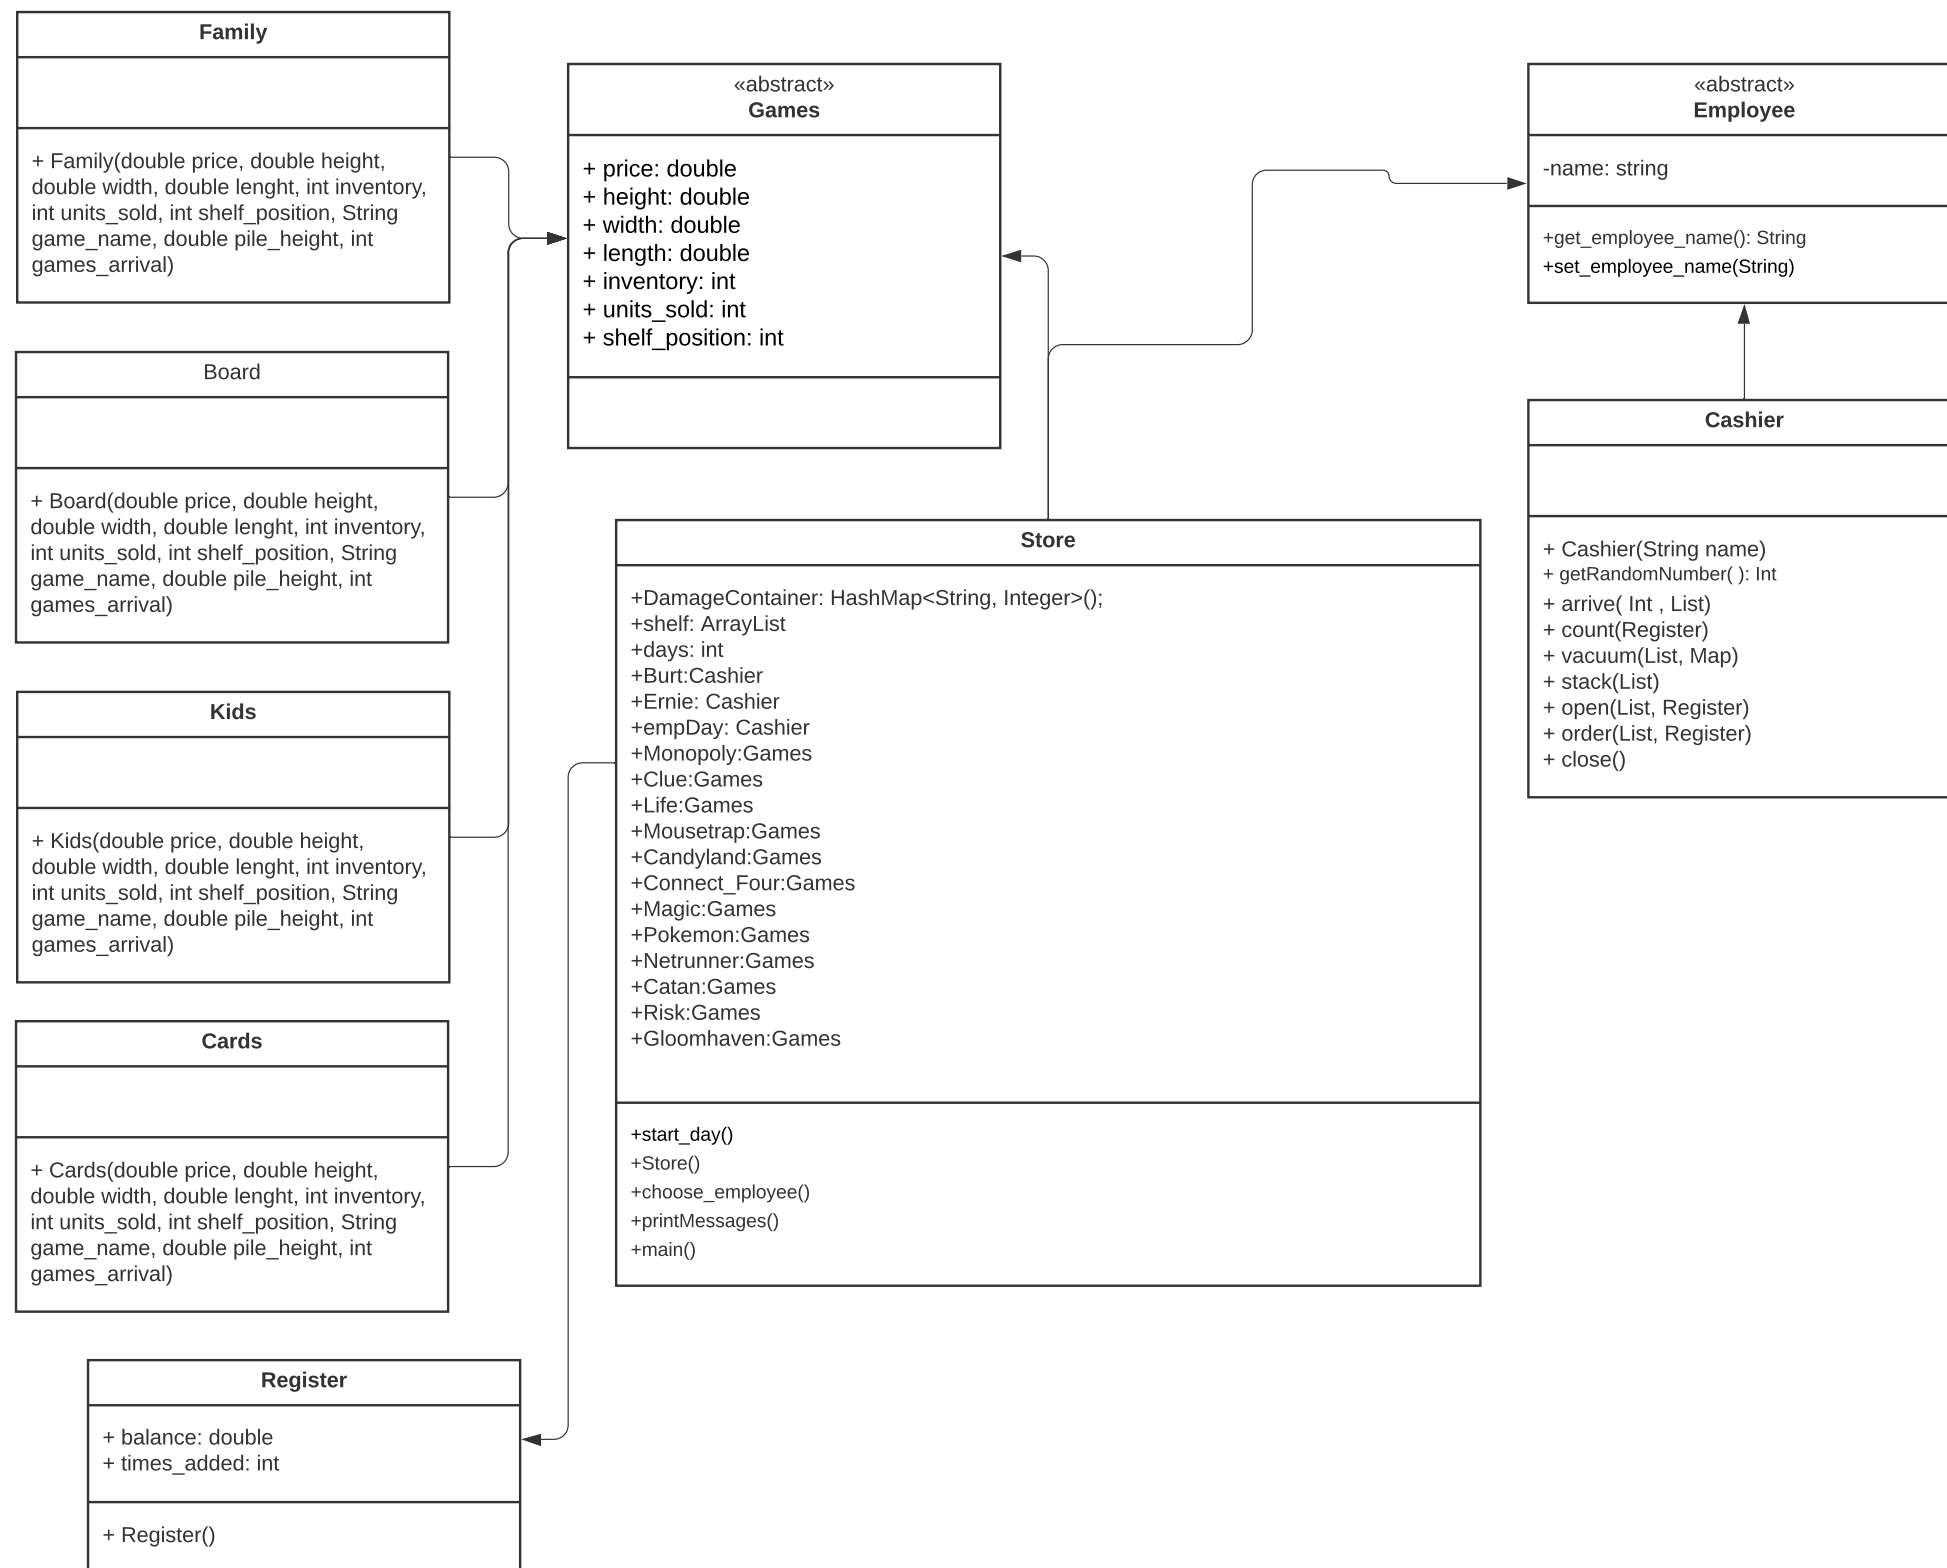 Family
+ Family(double price, double height,
double width, double lenght, int inventory,
int units_sold, int shelf_position, String
game_name, double pile_height, int
games_arrival)
Board
+ Board(double price, double height,
double width, double lenght, int inventory,
int units_sold, int shelf_position, String
game_name, double pile_height, int
games_arrival)
Kids
+ Kids(double price, double height,
double width, double lenght, int inventory,
int units_sold, int shelf_position, String
game_name, double pile_height, int
games_arrival)
Cards
+ Cards(double price, double height,
double width, double lenght, int inventory,
int units_sold, int shelf_position, String
game_name, double pile_height, int
games_arrival)
Register
+ balance: double
+ times_added: int
+ Register()
«abstract»
Games
+ price: double
+ height: double
+ width: double
+ length: double
+ inventory: int
+ units_sold: int
+ shelf_position: int
Store
+DamageContainer: HashMap<String, Integer>();
+shelf: ArrayList
+days: int
+Burt:Cashier
+Ernie: Cashier
+empDay: Cashier
+Monopoly:Games
+Clue:Games
+Life:Games
+Mousetrap:Games
+Candyland:Games
+Connect_Four:Games
+Magic:Games
+Pokemon:Games
+Netrunner:Games
+Catan:Games
+Risk:Games
+Gloomhaven:Games
+start_day()
+Store()
+choose_employee()
+printMessages()
+main()
«abstract»
Employee
-name: string
+get_employee_name(): String
+set_employee_name(String)
Cashier
+ Cashier(String name)
+ getRandomNumber( ): Int
+ arrive( Int , List)
+ count(Register)
+ vacuum(List, Map)
+ stack(List)
+ open(List, Register)
+ order(List, Register)
+ close()